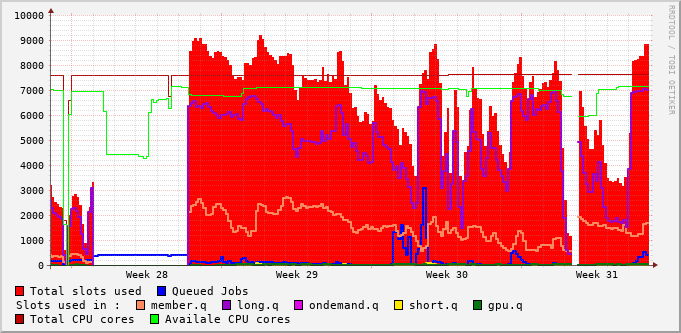 10000
9000
8000
7000
6000
5000
4000
3000
2000
1000
0
Week 28 Week 29 Week 30 Week 31
Total slots used Queued Jobs
Slots used in : member.q long.q ondemand.q short.q gpu.q
Total CPU cores Availale CPU cores
RRDTOOL / TOBI OETIKER